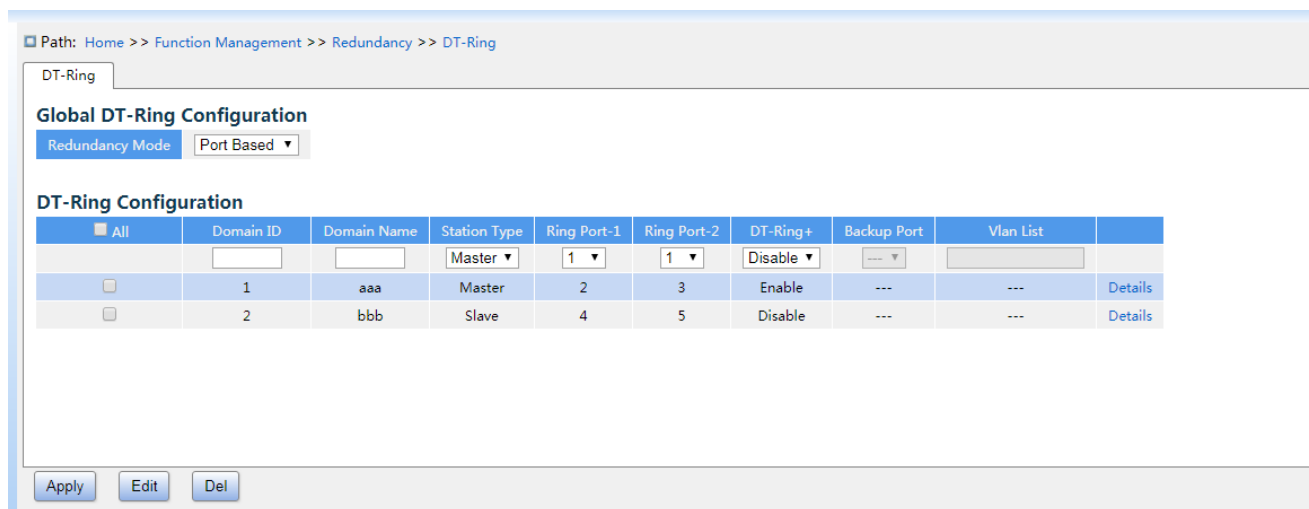 Path: Home >> Function Management >> Redundancy >> DT-Ring
DT-Ring
Global DT-Ring Configuration
Redundancy Mode Port Based
DT-Ring Configuration
All Domain ID Domain Name Station Type Ring Port-1 Ring Port-2 DT-Ring+ Backup Port Vlan List
Master 1 1 Disable ---
1 aaa Master 2 3 Enable --- --- Details
2 bbb Slave 4 5 Disable --- --- Details
Apply Edit Del